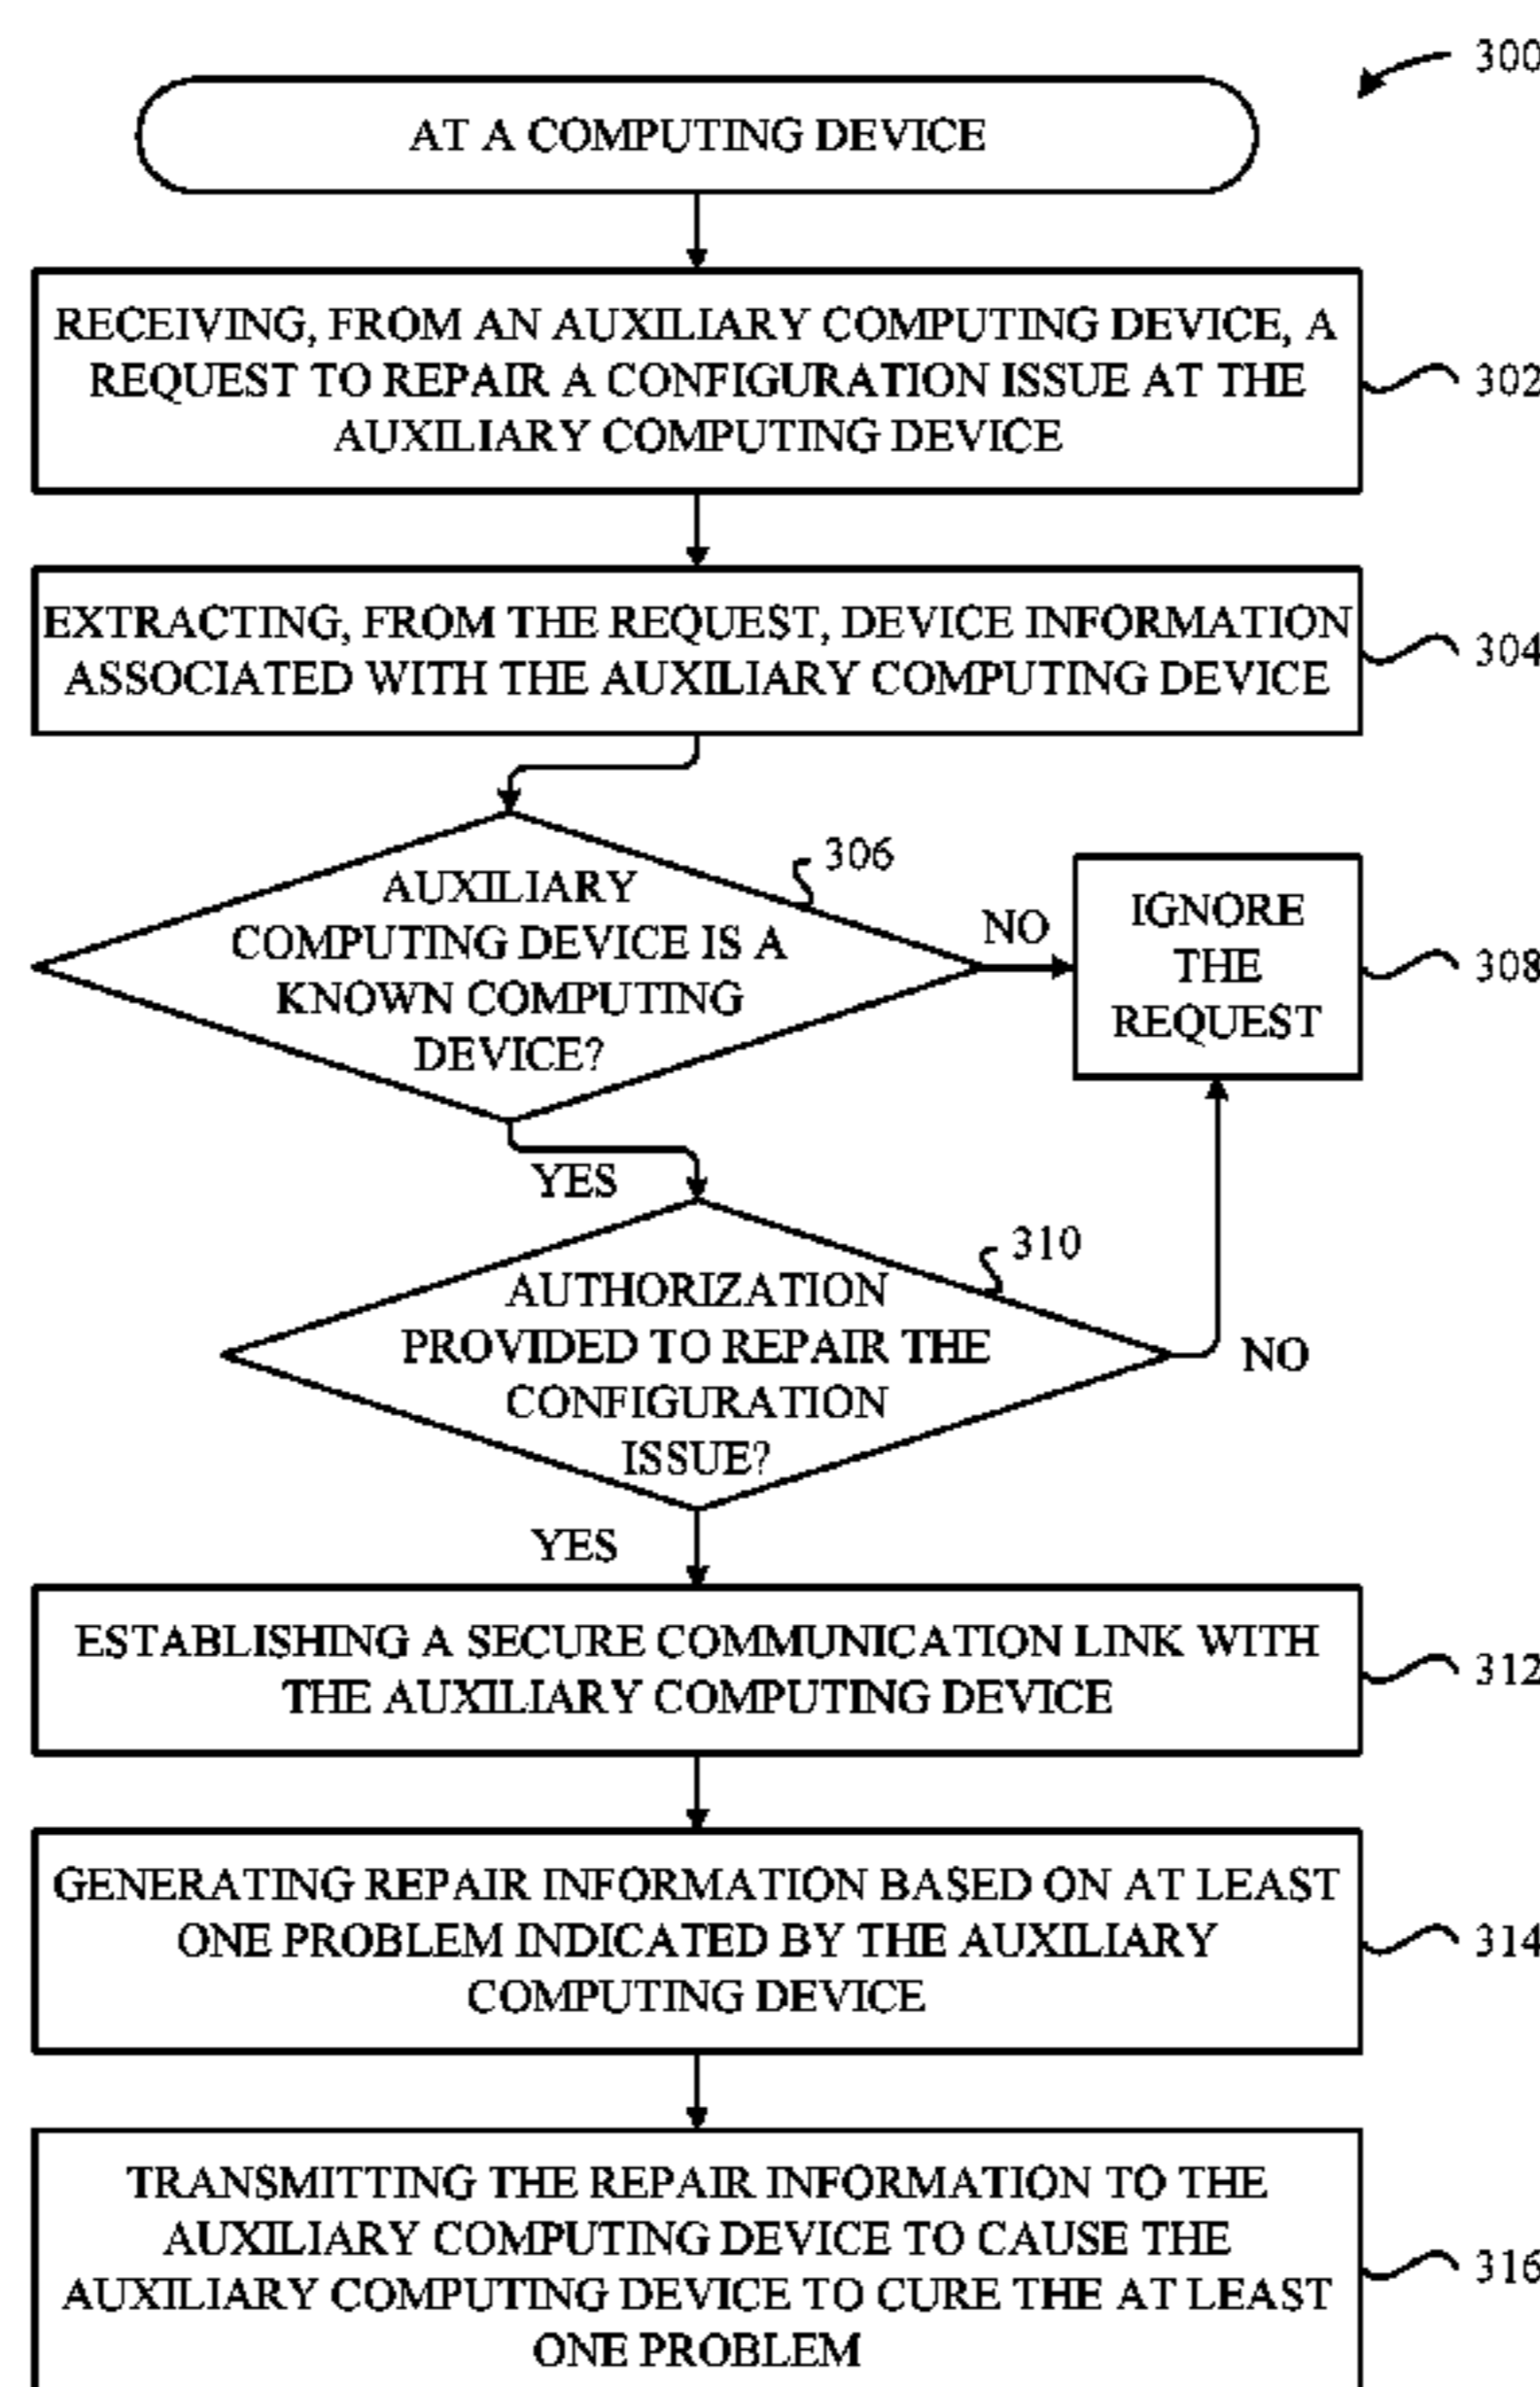 300
AT A COMPUTING DEVICE
RECEIVING, FROM AN AUXILIARY COMPUTING DEVICE, A
REQUEST TO REPAIR A CONFIGURATION ISSUE AT THE
AUXILIARY COMPUTING DEVICE
302
EXTRACTING, FROM THE REQUEST, DEVICE INFORMATION
ASSOCIATED WITH THE AUXILIARY COMPUTING DEVICE
304
306
AUXILIARY
COMPUTING DEVICE IS A
KNOWN COMPUTING
DEVICE?
NO
IGNORE
THE
REQUEST
308
YES
310
AUTHORIZATION
PROVIDED TO REPAIR THE
CONFIGURATION
ISSUE?
NO
YES
ESTABLISHING A SECURE COMMUNICATION LINK WITH
THE AUXILIARY COMPUTING DEVICE
312
GENERATING REPAIR INFORMATION BASED ON AT LEAST
ONE PROBLEM INDICATED BY THE AUXILIARY
COMPUTING DEVICE
314
TRANSMITTING THE REPAIR INFORMATION TO THE
AUXILIARY COMPUTING DEVICE TO CAUSE THE
AUXILIARY COMPUTING DEVICE TO CURE THE AT LEAST
ONE PROBLEM
316